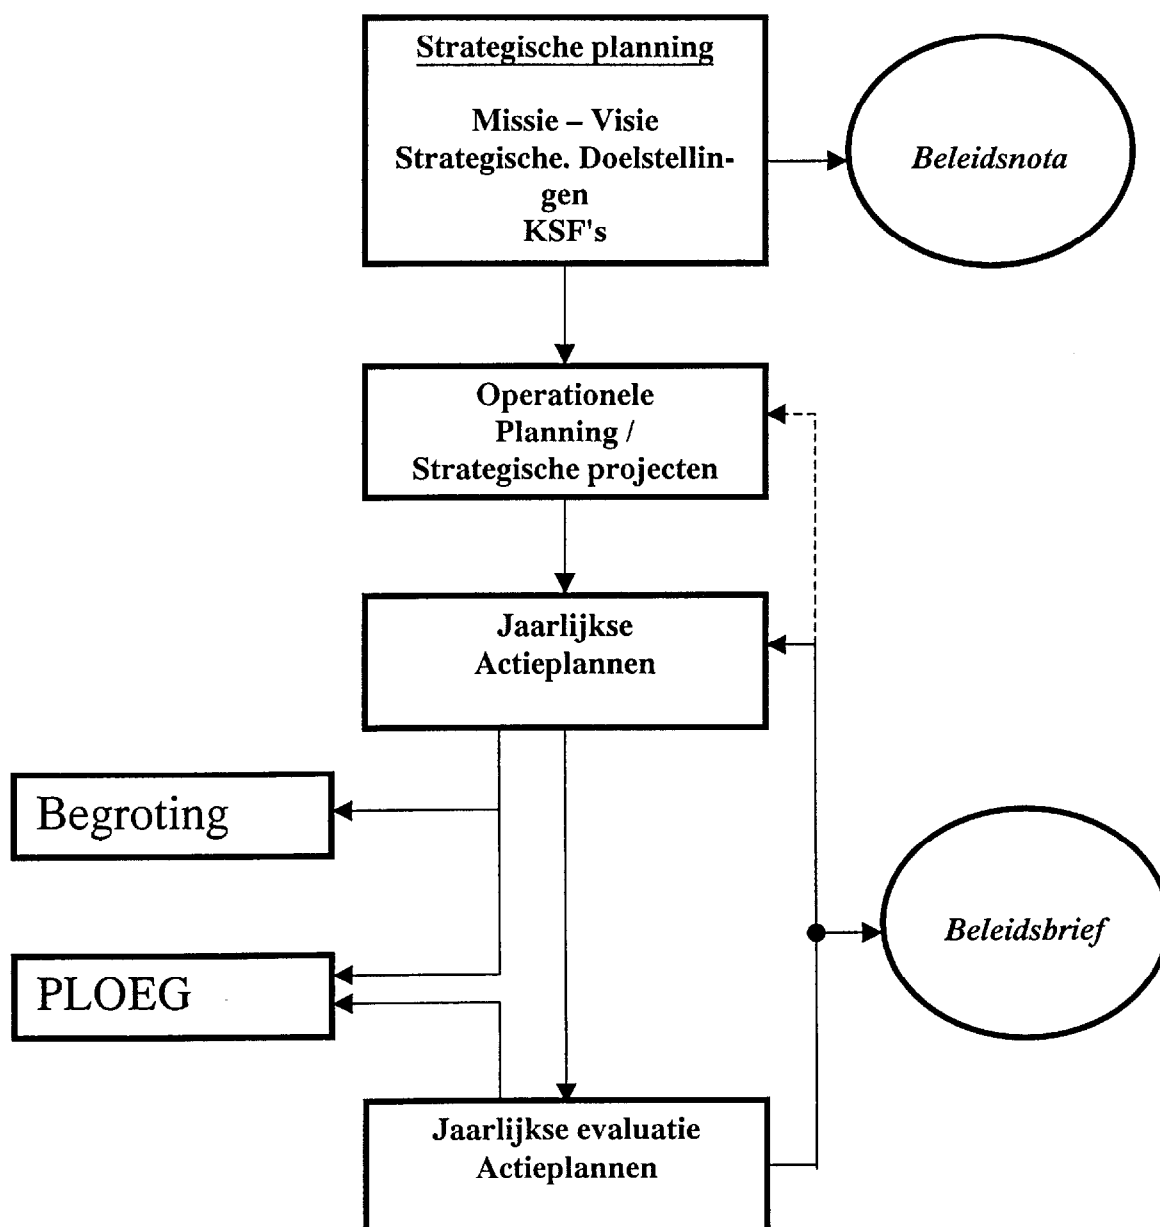 Strategische planning
Missie – Visie
Strategische. Doelstellin-
gen
KSF's
Beleidsnota
Operationele
Planning /
Strategische projecten
Jaarlijkse
Actieplannen
Begroting
PLOEG
Beleidsbrief
Jaarlijkse evaluatie
Actieplannen